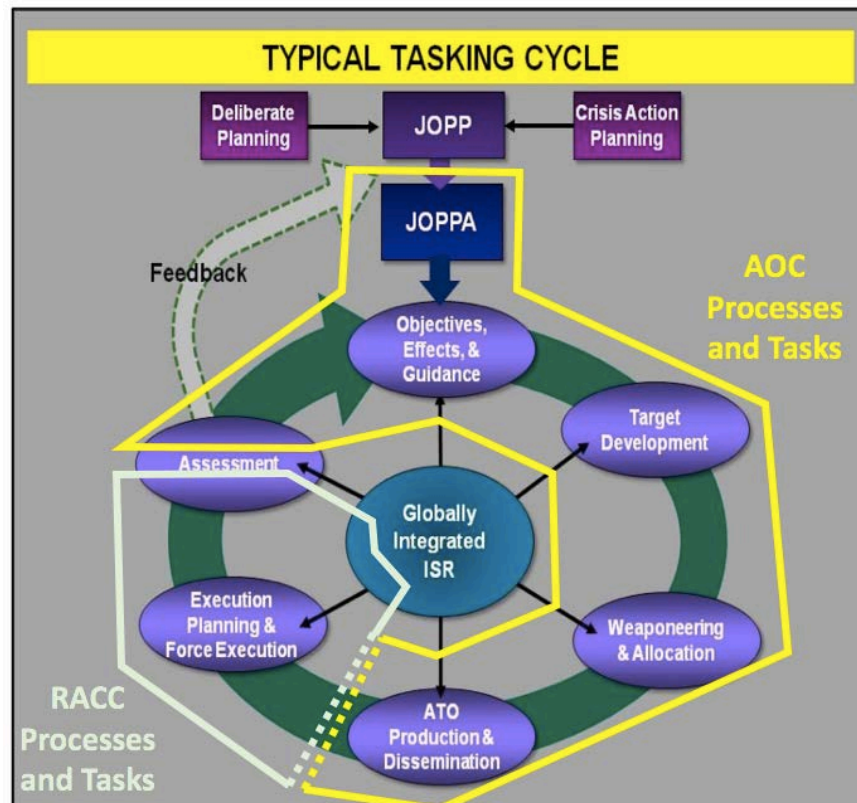 TYPICAL TASKING CYCLE
Deliberate
Planning
JOPP
Crisis Action
Planning
JOPPA
Feedback
AOC
Processes
and Tasks
Objectives,
Effects, &
Guidance
Target
Development
Assessment
Globally
Integrated
ISR
Execution
Planning &
Force Execution
Weaponeering
& Allocation
RACC
Processes
and Tasks
ATO
Production &
Dissemination